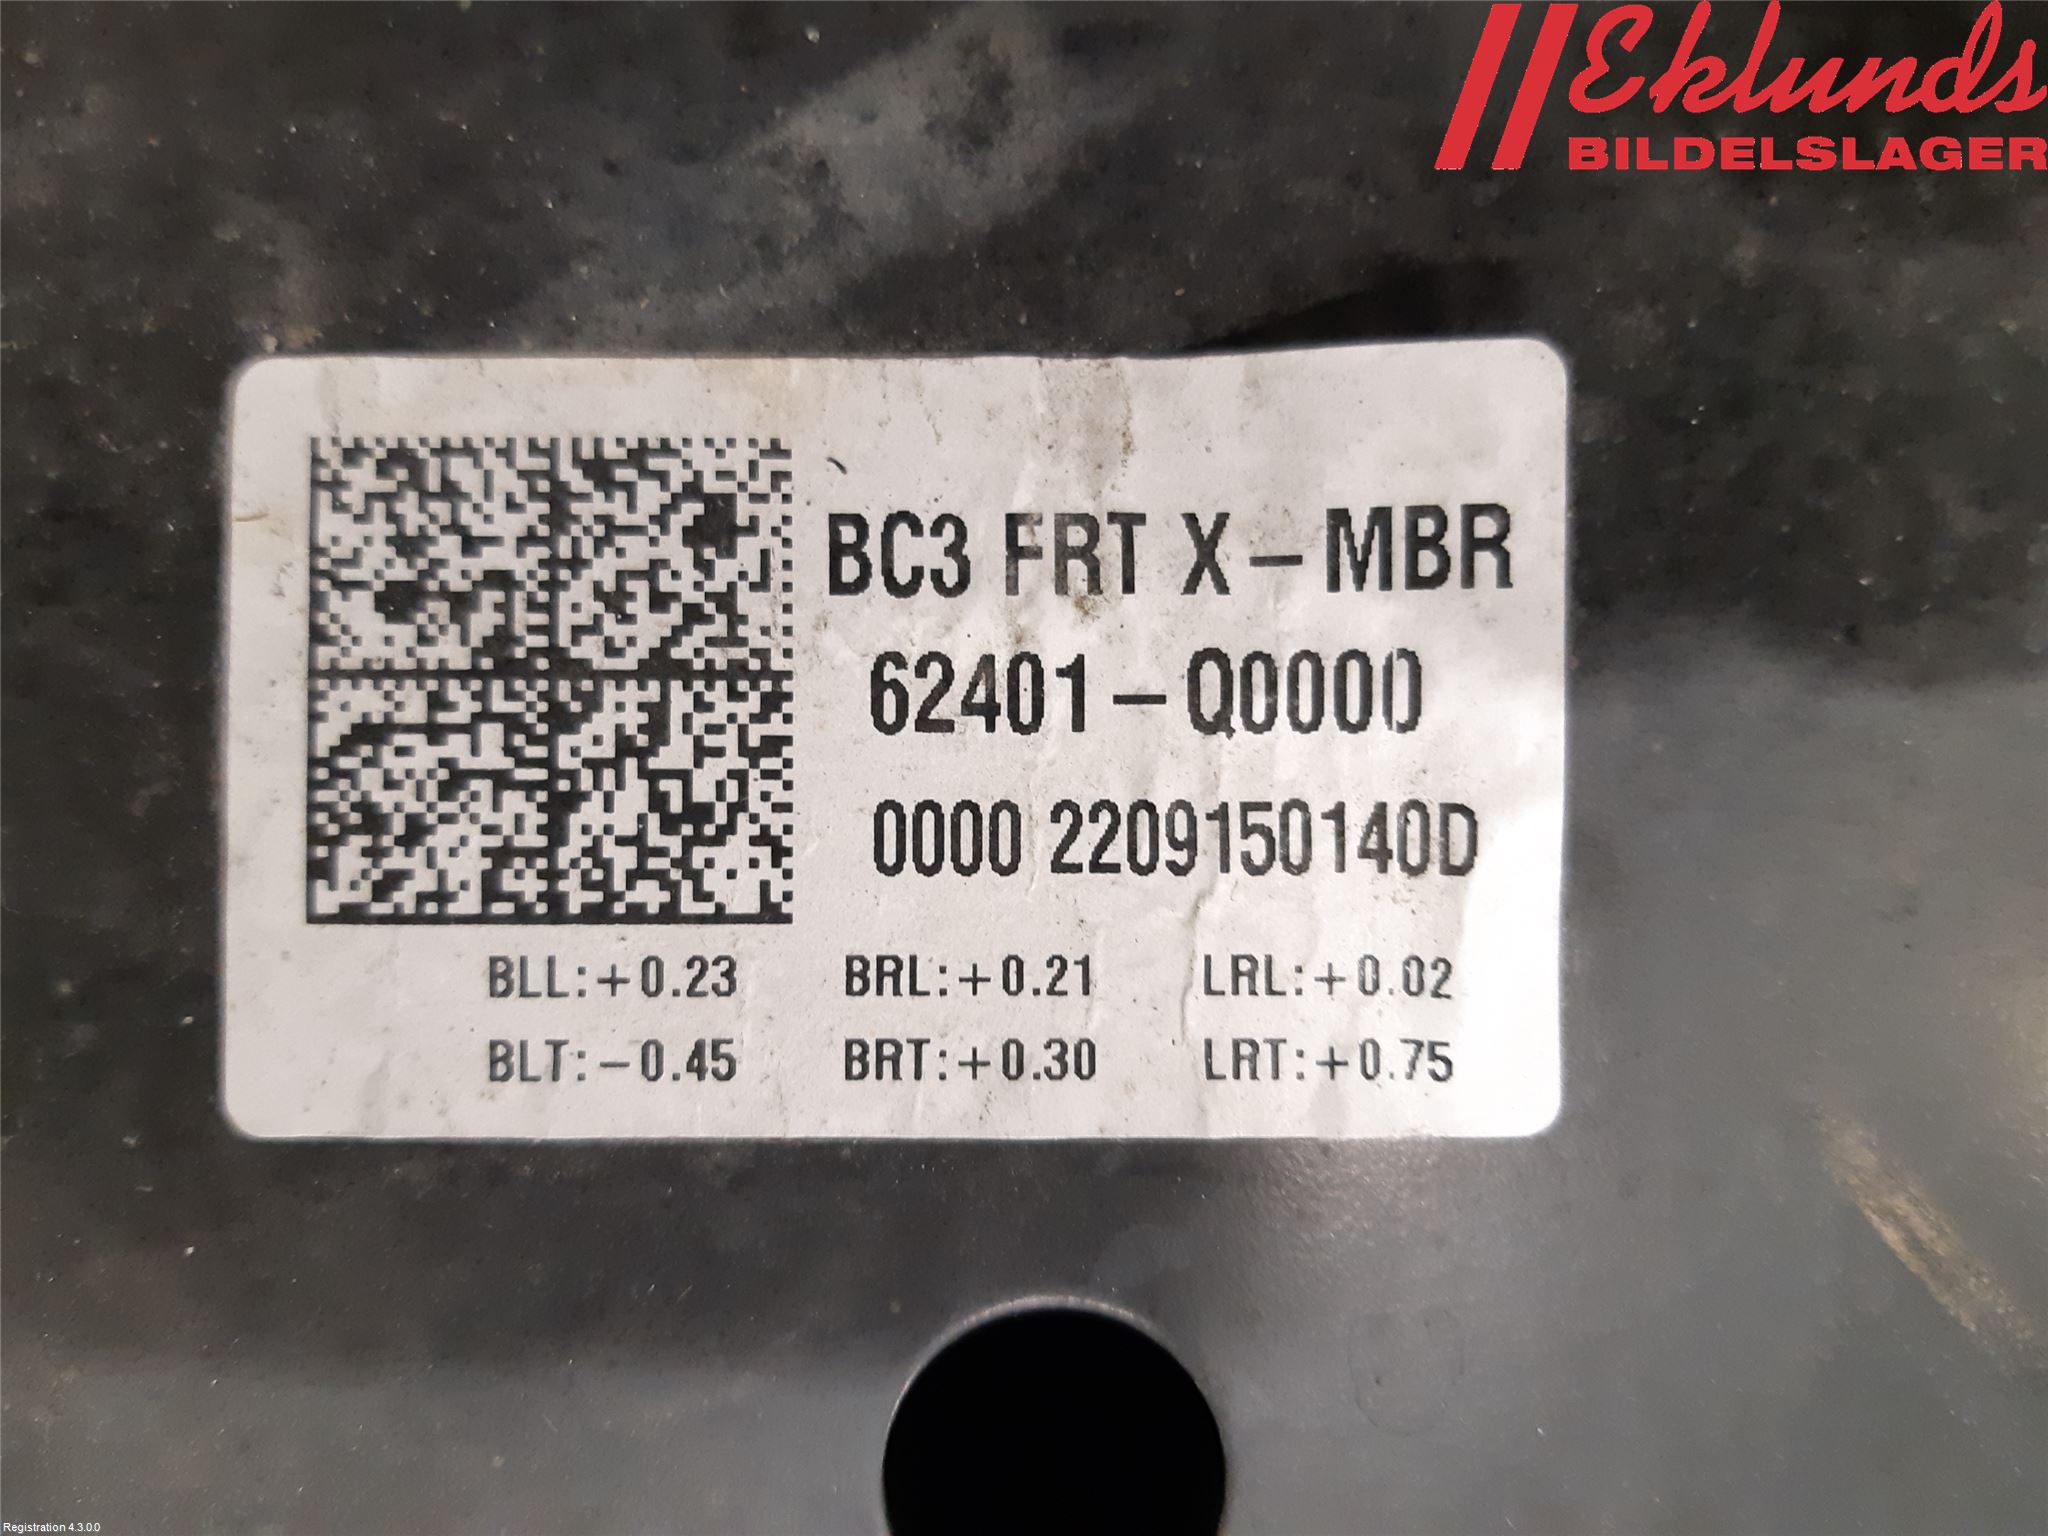 Eklunds
BILDELSLAGER
BC3 FRT X-MBR
62401-Q0000
0000 2209150140D
BLL:+0.23 BRL:+0.21 LRL:+0.02
BLT:-0.45 BRT:+0.30 LRT:+0.75
Registration 4.3.0.0